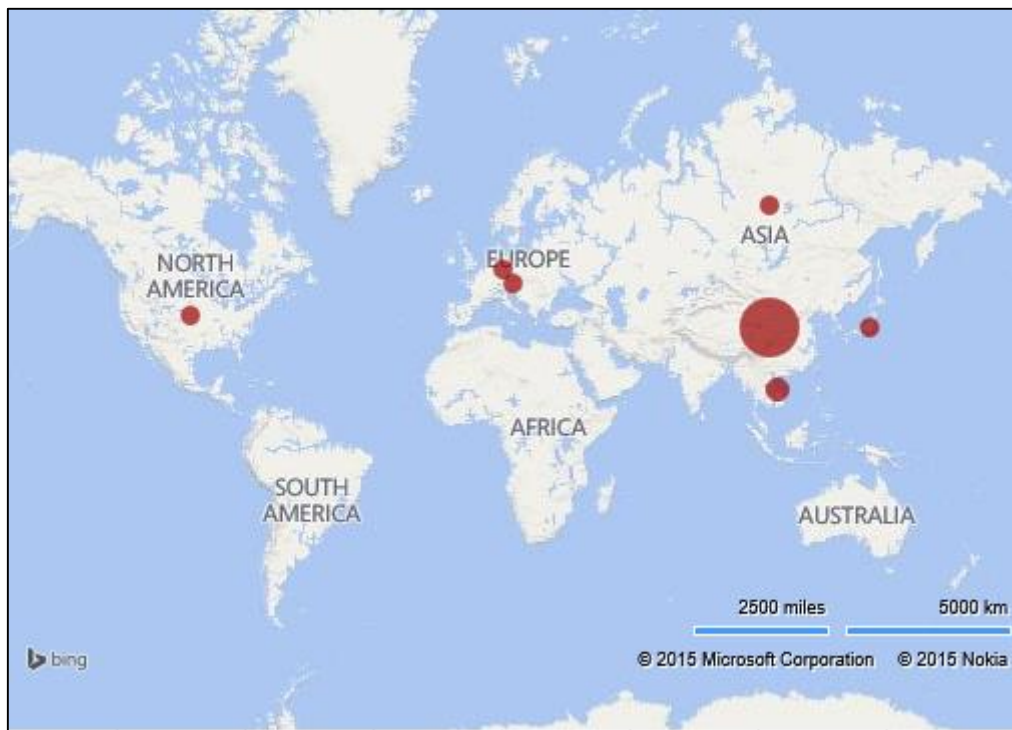 ASIA
EUROPE
NORTH
AMERICA
AFRICA
SOUTH
AMERICA
AUSTRALIA
2500 miles 5000 km
bing
© 2015 Microsoft Corporation © 2015 Nokia